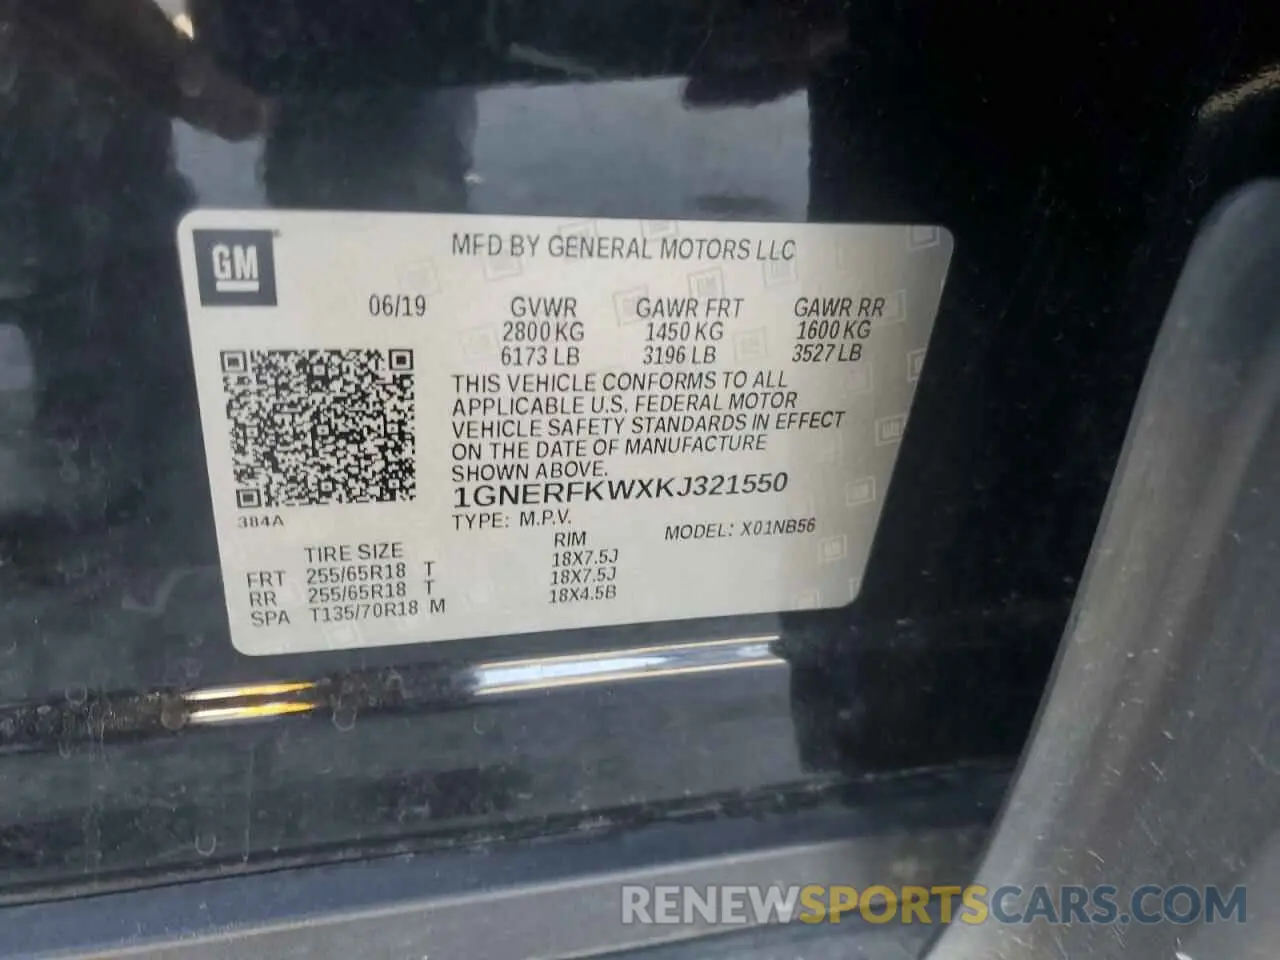 GM
MFD BY GENERAL MOTORS LLC
06/19 GVWR GAWR FRT GAWR RR
2800 KG 1450 KG 1600 KG
6173 LB 3196 LB 3527 LB
THIS VEHICLE CONFORMS TO ALL
APPLICABLE U.S. FEDERAL MOTOR
VEHICLE SAFETY STANDARDS IN EFFECT
ON THE DATE OF MANUFACTURE
SHOWN ABOVE.
1GNERFKWXKJ321550
384A
TYPE: M.P.V. MODEL: X01NB56
TIRE SIZE RIM
FRT 255/65R18 T 18X7.5J
RR 255/65R18 T 18X7.5J
SPA T135/70R18 M 18X4.5B
RENEWSPORTSCARS.COM